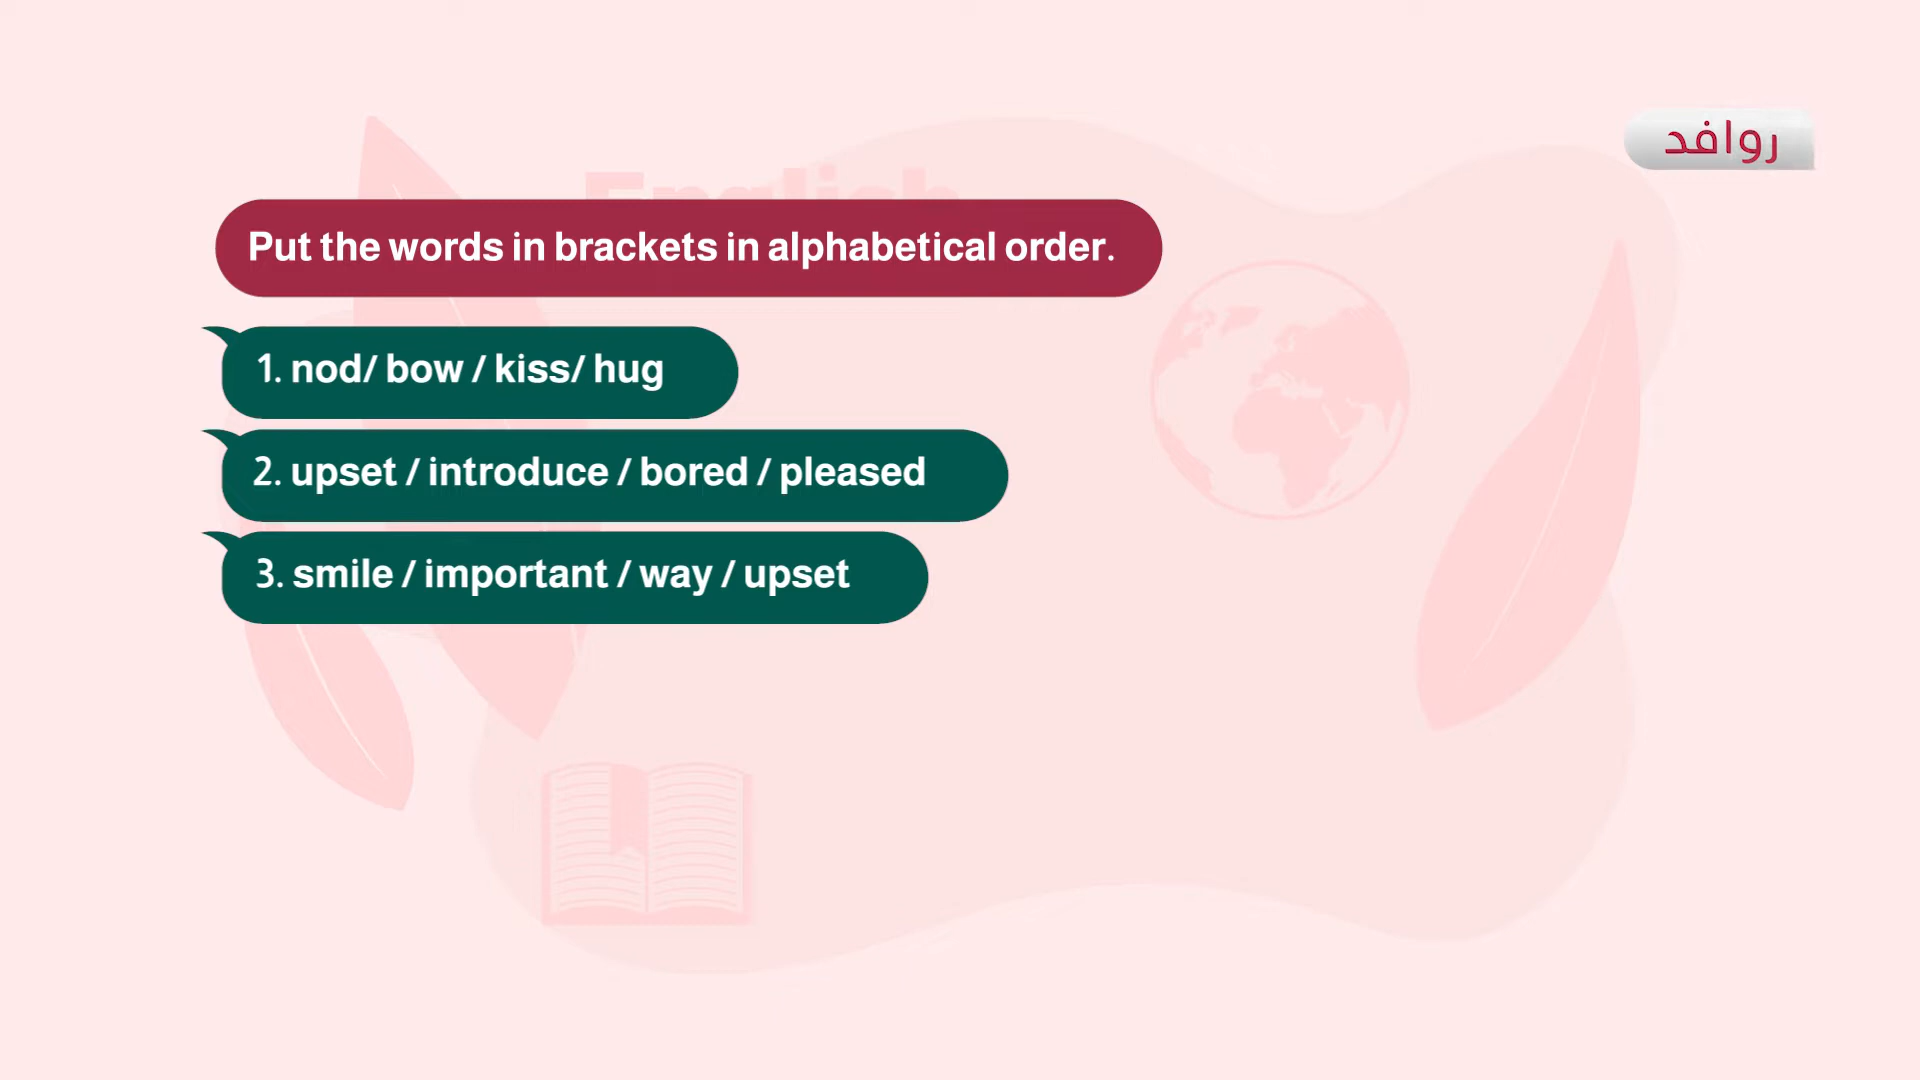 روافد
English
Put the words in brackets in alphabetical order.
1. nod/ bow / kiss/ hug
2. upset / introduce / bored / pleased
3. smile / important / way / upset